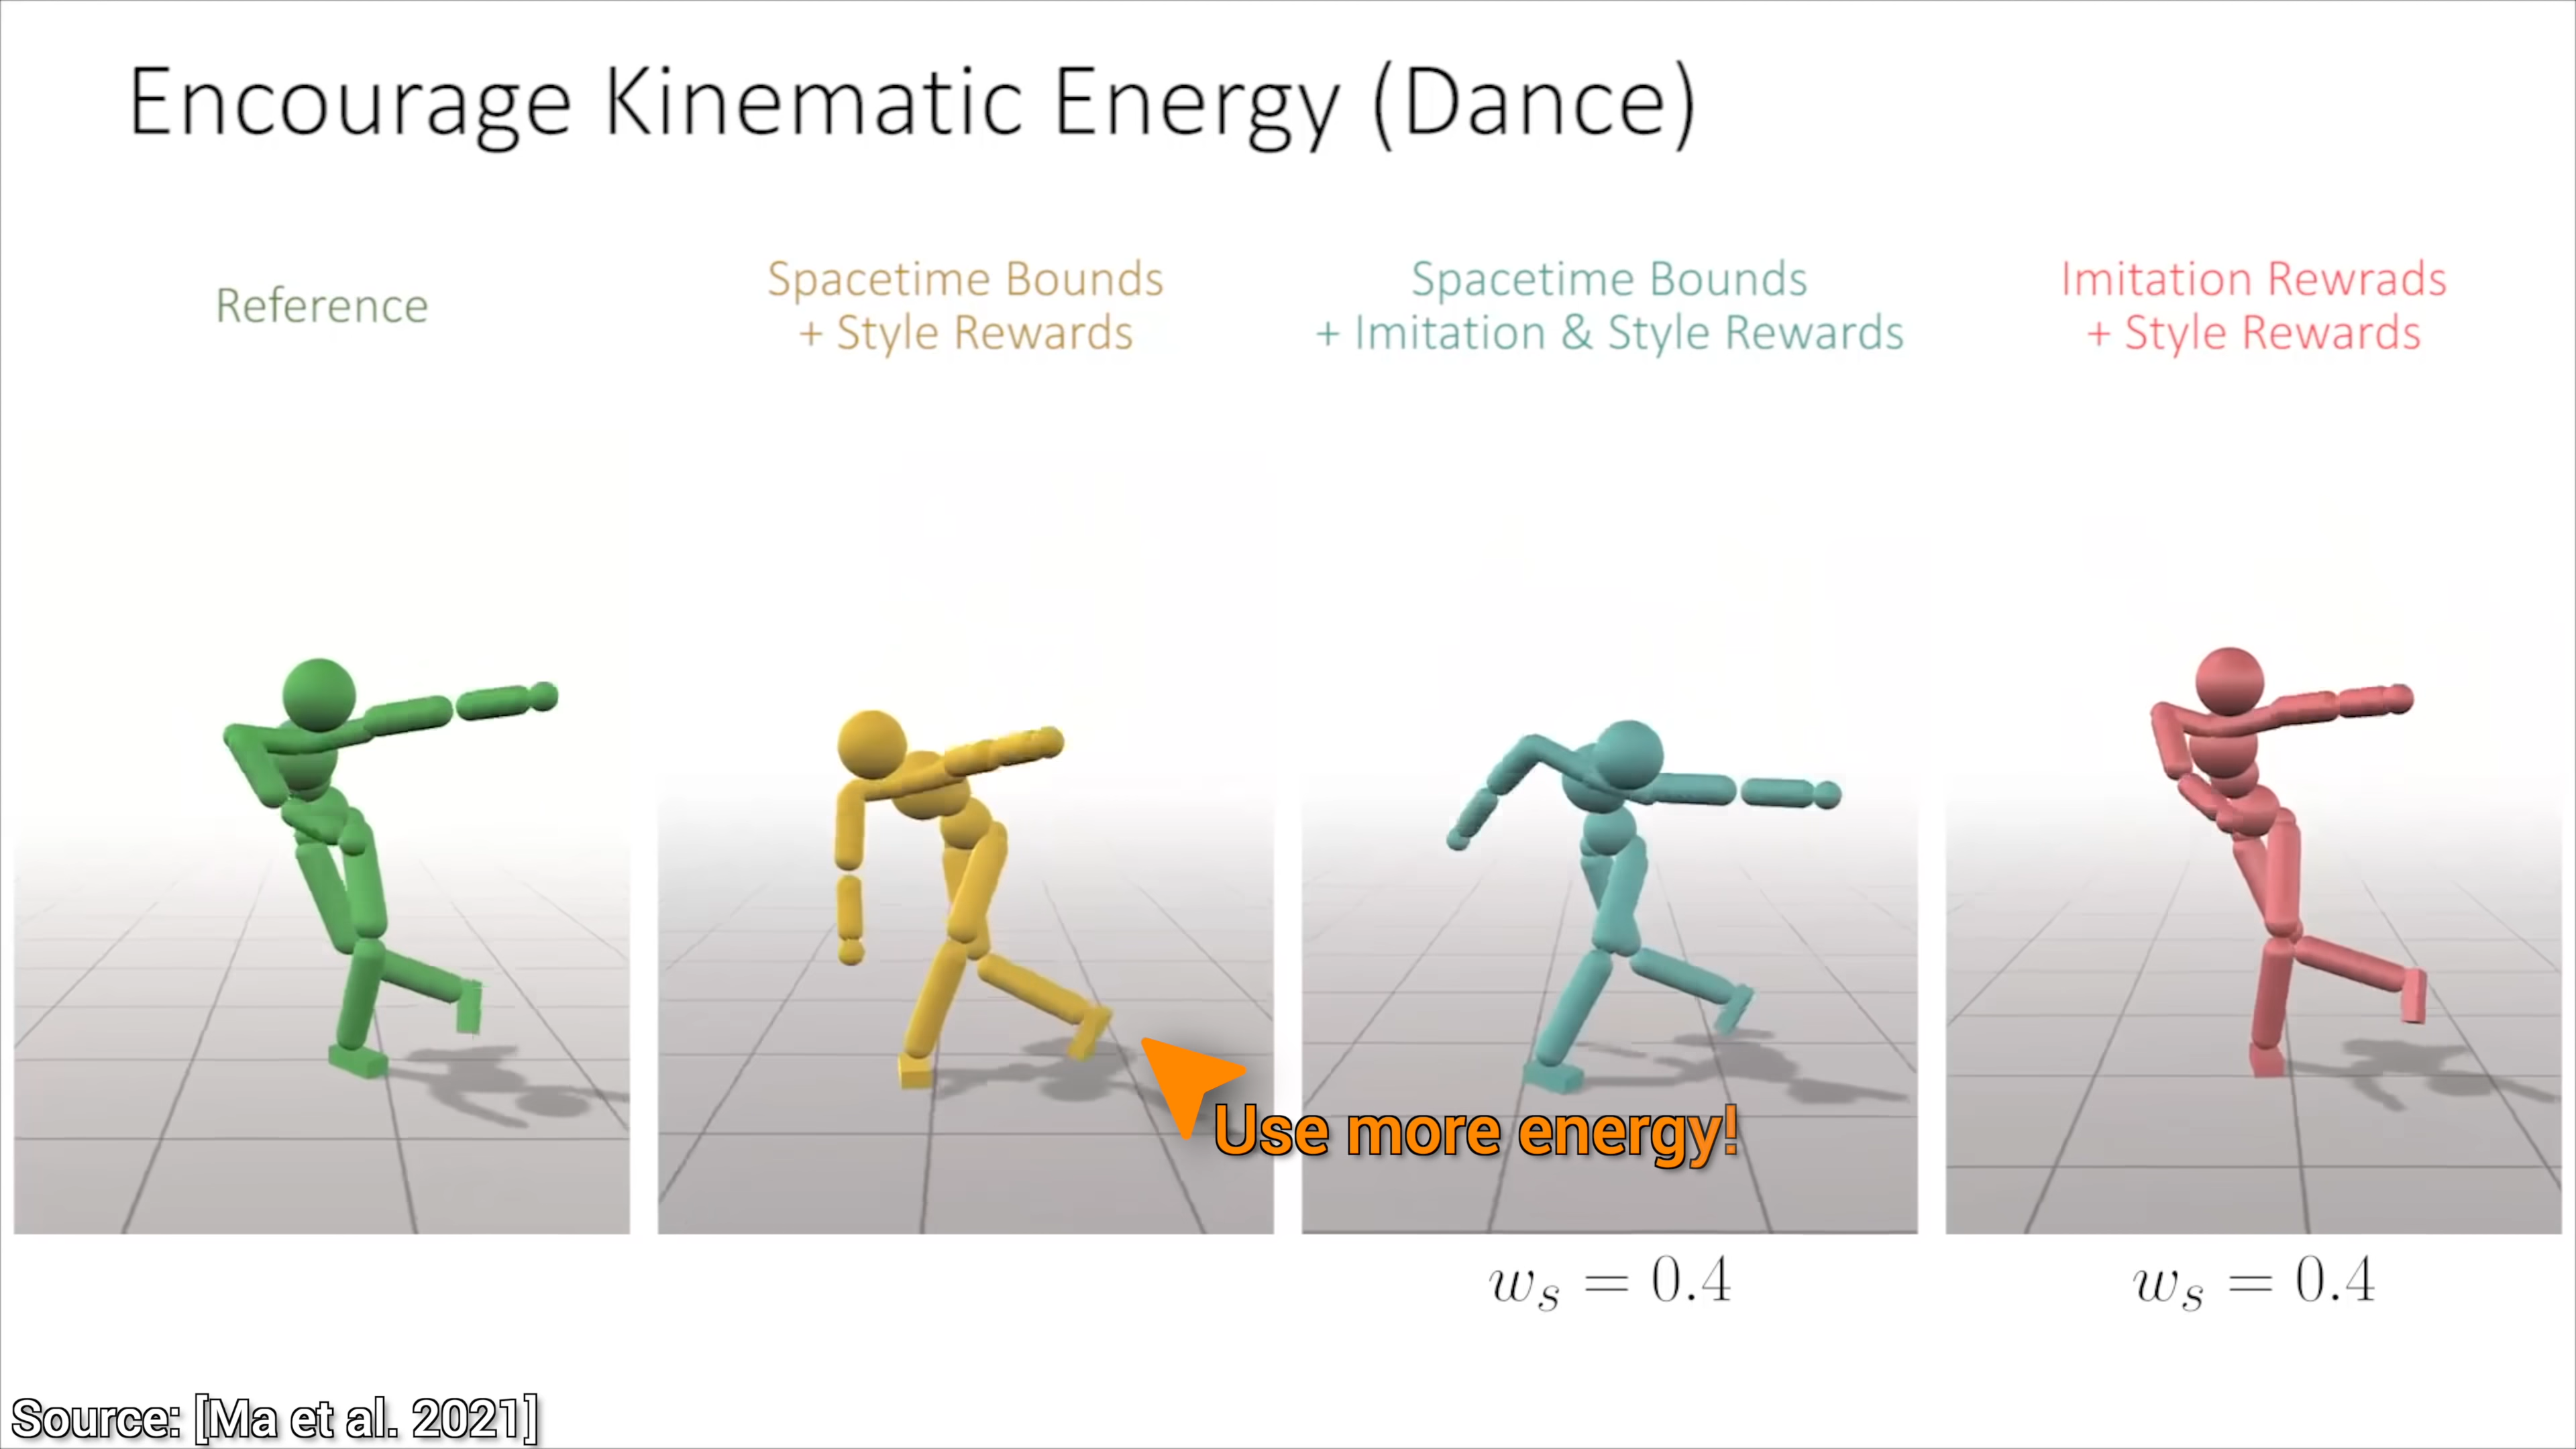 Encourage Kinematic Energy (Dance)
Reference
Spacetime Bounds
+ Style Rewards
Spacetime Bounds
+ Imitation & Style Rewards
Imitation Rewrads
+ Style Rewards
Use more energy!
w_s = 0.4
w_s = 0.4
Source: [Ma et al. 2021]